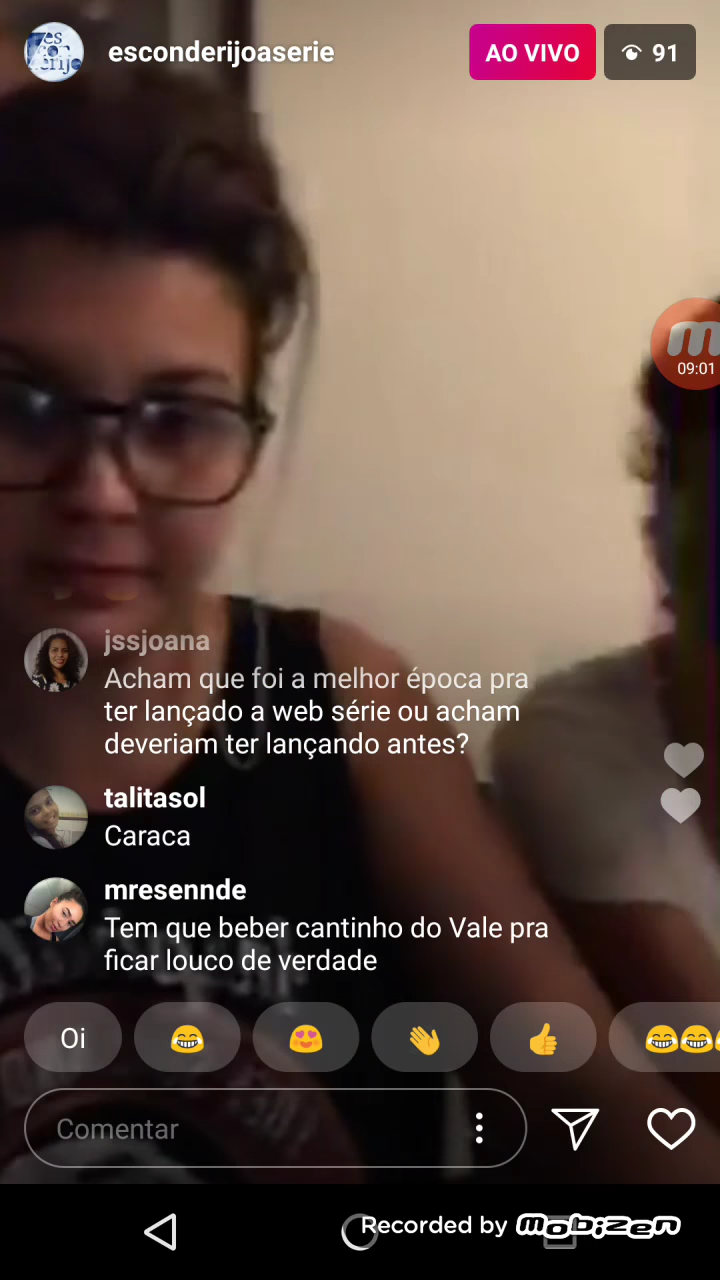 esconderijoaserie
AO VIVO
91
09:01
jssjoana
Acham que foi a melhor época pra
ter lançado a web série ou acham
deveriam ter lançando antes?
talitasol
Caraca
mresennde
Tem que beber cantinho do Vale pra
ficar louco de verdade
Oi
Comentar
Recorded by mobizen